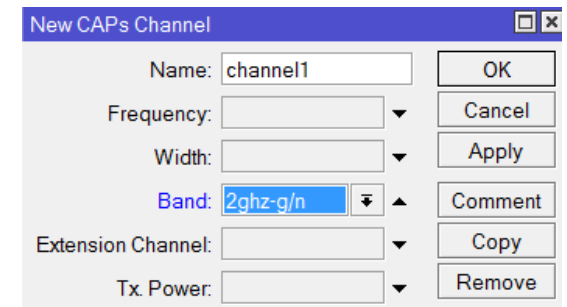 New CAPs Channel
Name: channel1 OK
Frequency: Cancel
Width: Apply
Band: 2ghz-g/n Comment
Extension Channel: Copy
Tx. Power: Remove